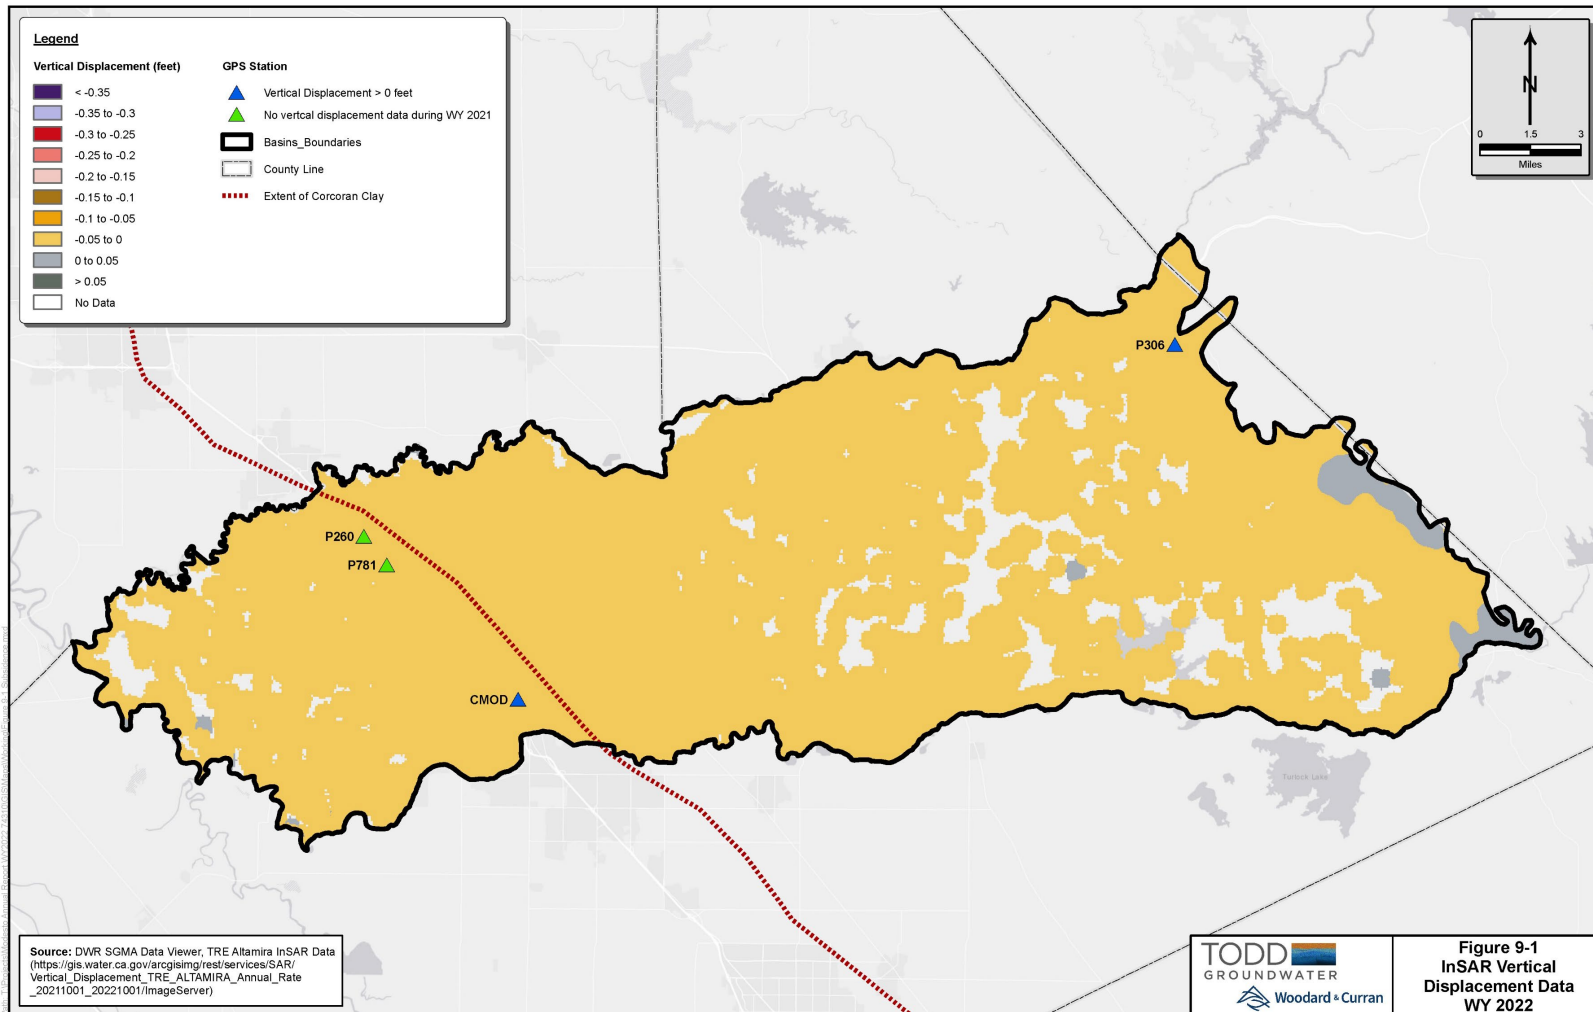 Legend
Vertical Displacement (feet)
< -0.35
-0.35 to -0.3
-0.3 to -0.25
-0.25 to -0.2
-0.2 to -0.15
-0.15 to -0.1
-0.1 to -0.05
-0.05 to 0
0 to 0.05
> 0.05
No Data
GPS Station
Vertical Displacement > 0 feet
No vertcal displacement data during WY 2021
Basins_Boundaries
County Line
Extent of Corcoran Clay
N
0 1.5 3
Miles
P306
P260
P781
CMOD
Turlock Lake
Source: DWR SGMA Data Viewer, TRE Altamira InSAR Data
(https://gis.water.ca.gov/arcgisimg/rest/services/SAR/
Vertical_Displacement_TRE_ALTAMIRA_Annual_Rate
_20211001_20221001/ImageServer)
TODD
GROUNDWATER
Woodard & Curran
Figure 9-1
InSAR Vertical
Displacement Data
WY 2022